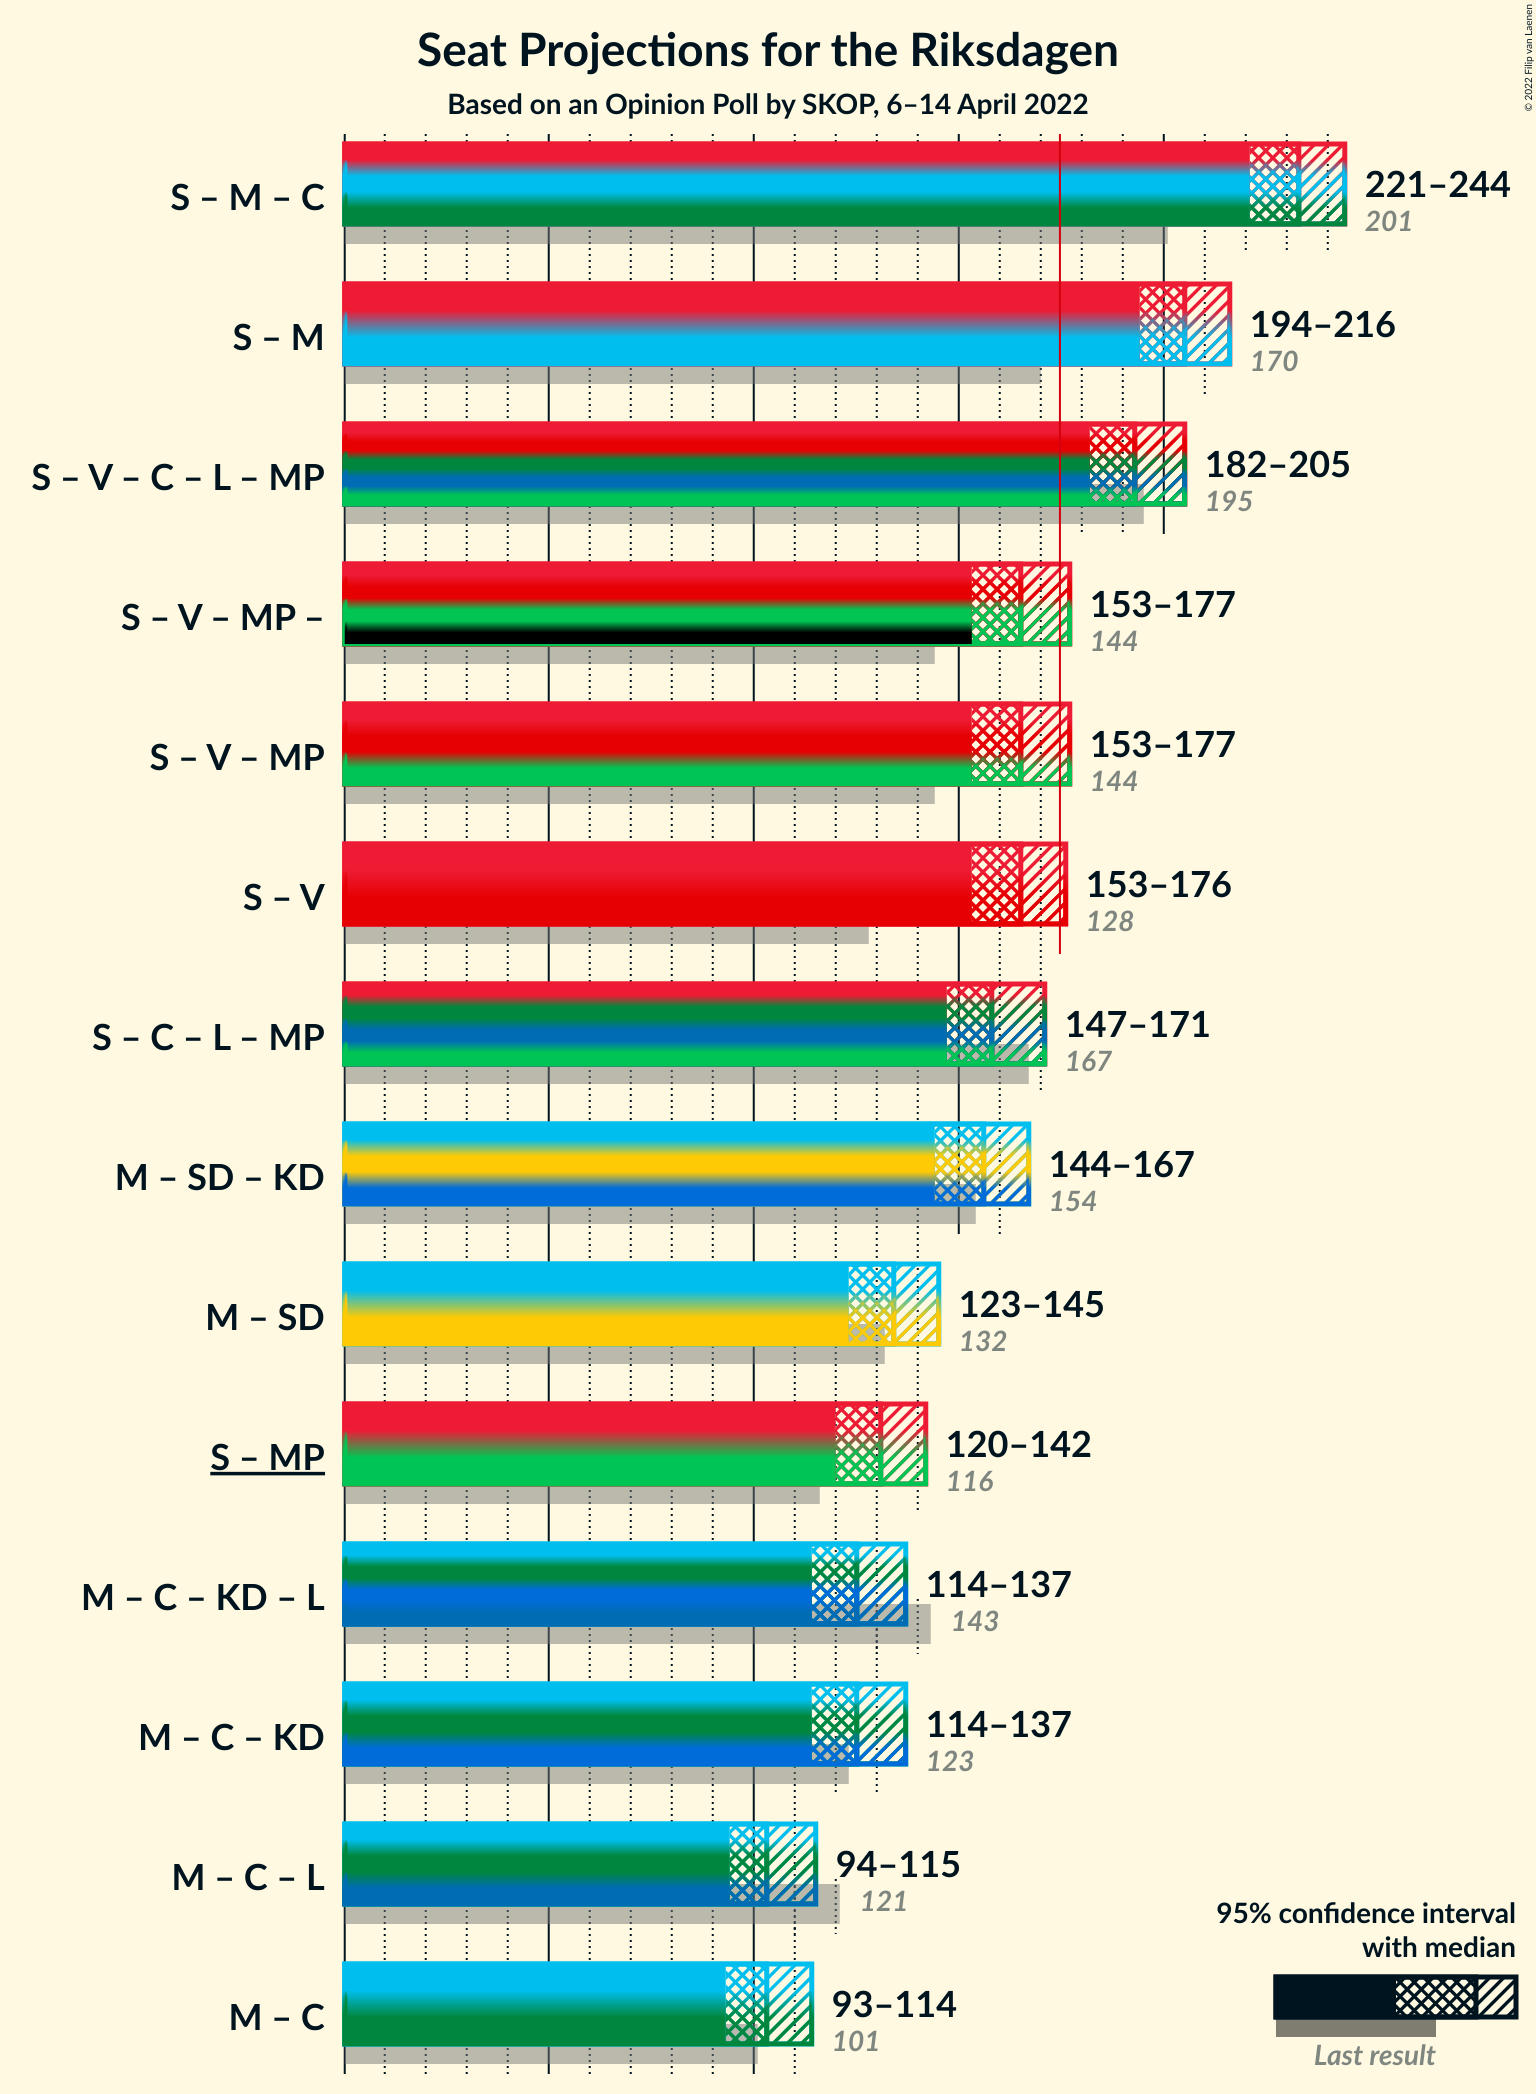 Seat Projections for the Riksdagen
Based on an Opinion Poll by SKOP, 6–14 April 2022
© 2022 Filip van Laenen
S – M – C
221–244
201
S – M
194–216
170
S – V – C – L – MP
182–205
195
S – V – MP –
153–177
144
S – V – MP
153–177
144
S – V
153–176
128
S – C – L – MP
147–171
167
M – SD – KD
144–167
154
M – SD
123–145
132
S – MP
120–142
116
M – C – KD – L
114–137
143
M – C – KD
114–137
123
M – C – L
94–115
121
M – C
93–114
101
95% confidence interval
with median
Last result